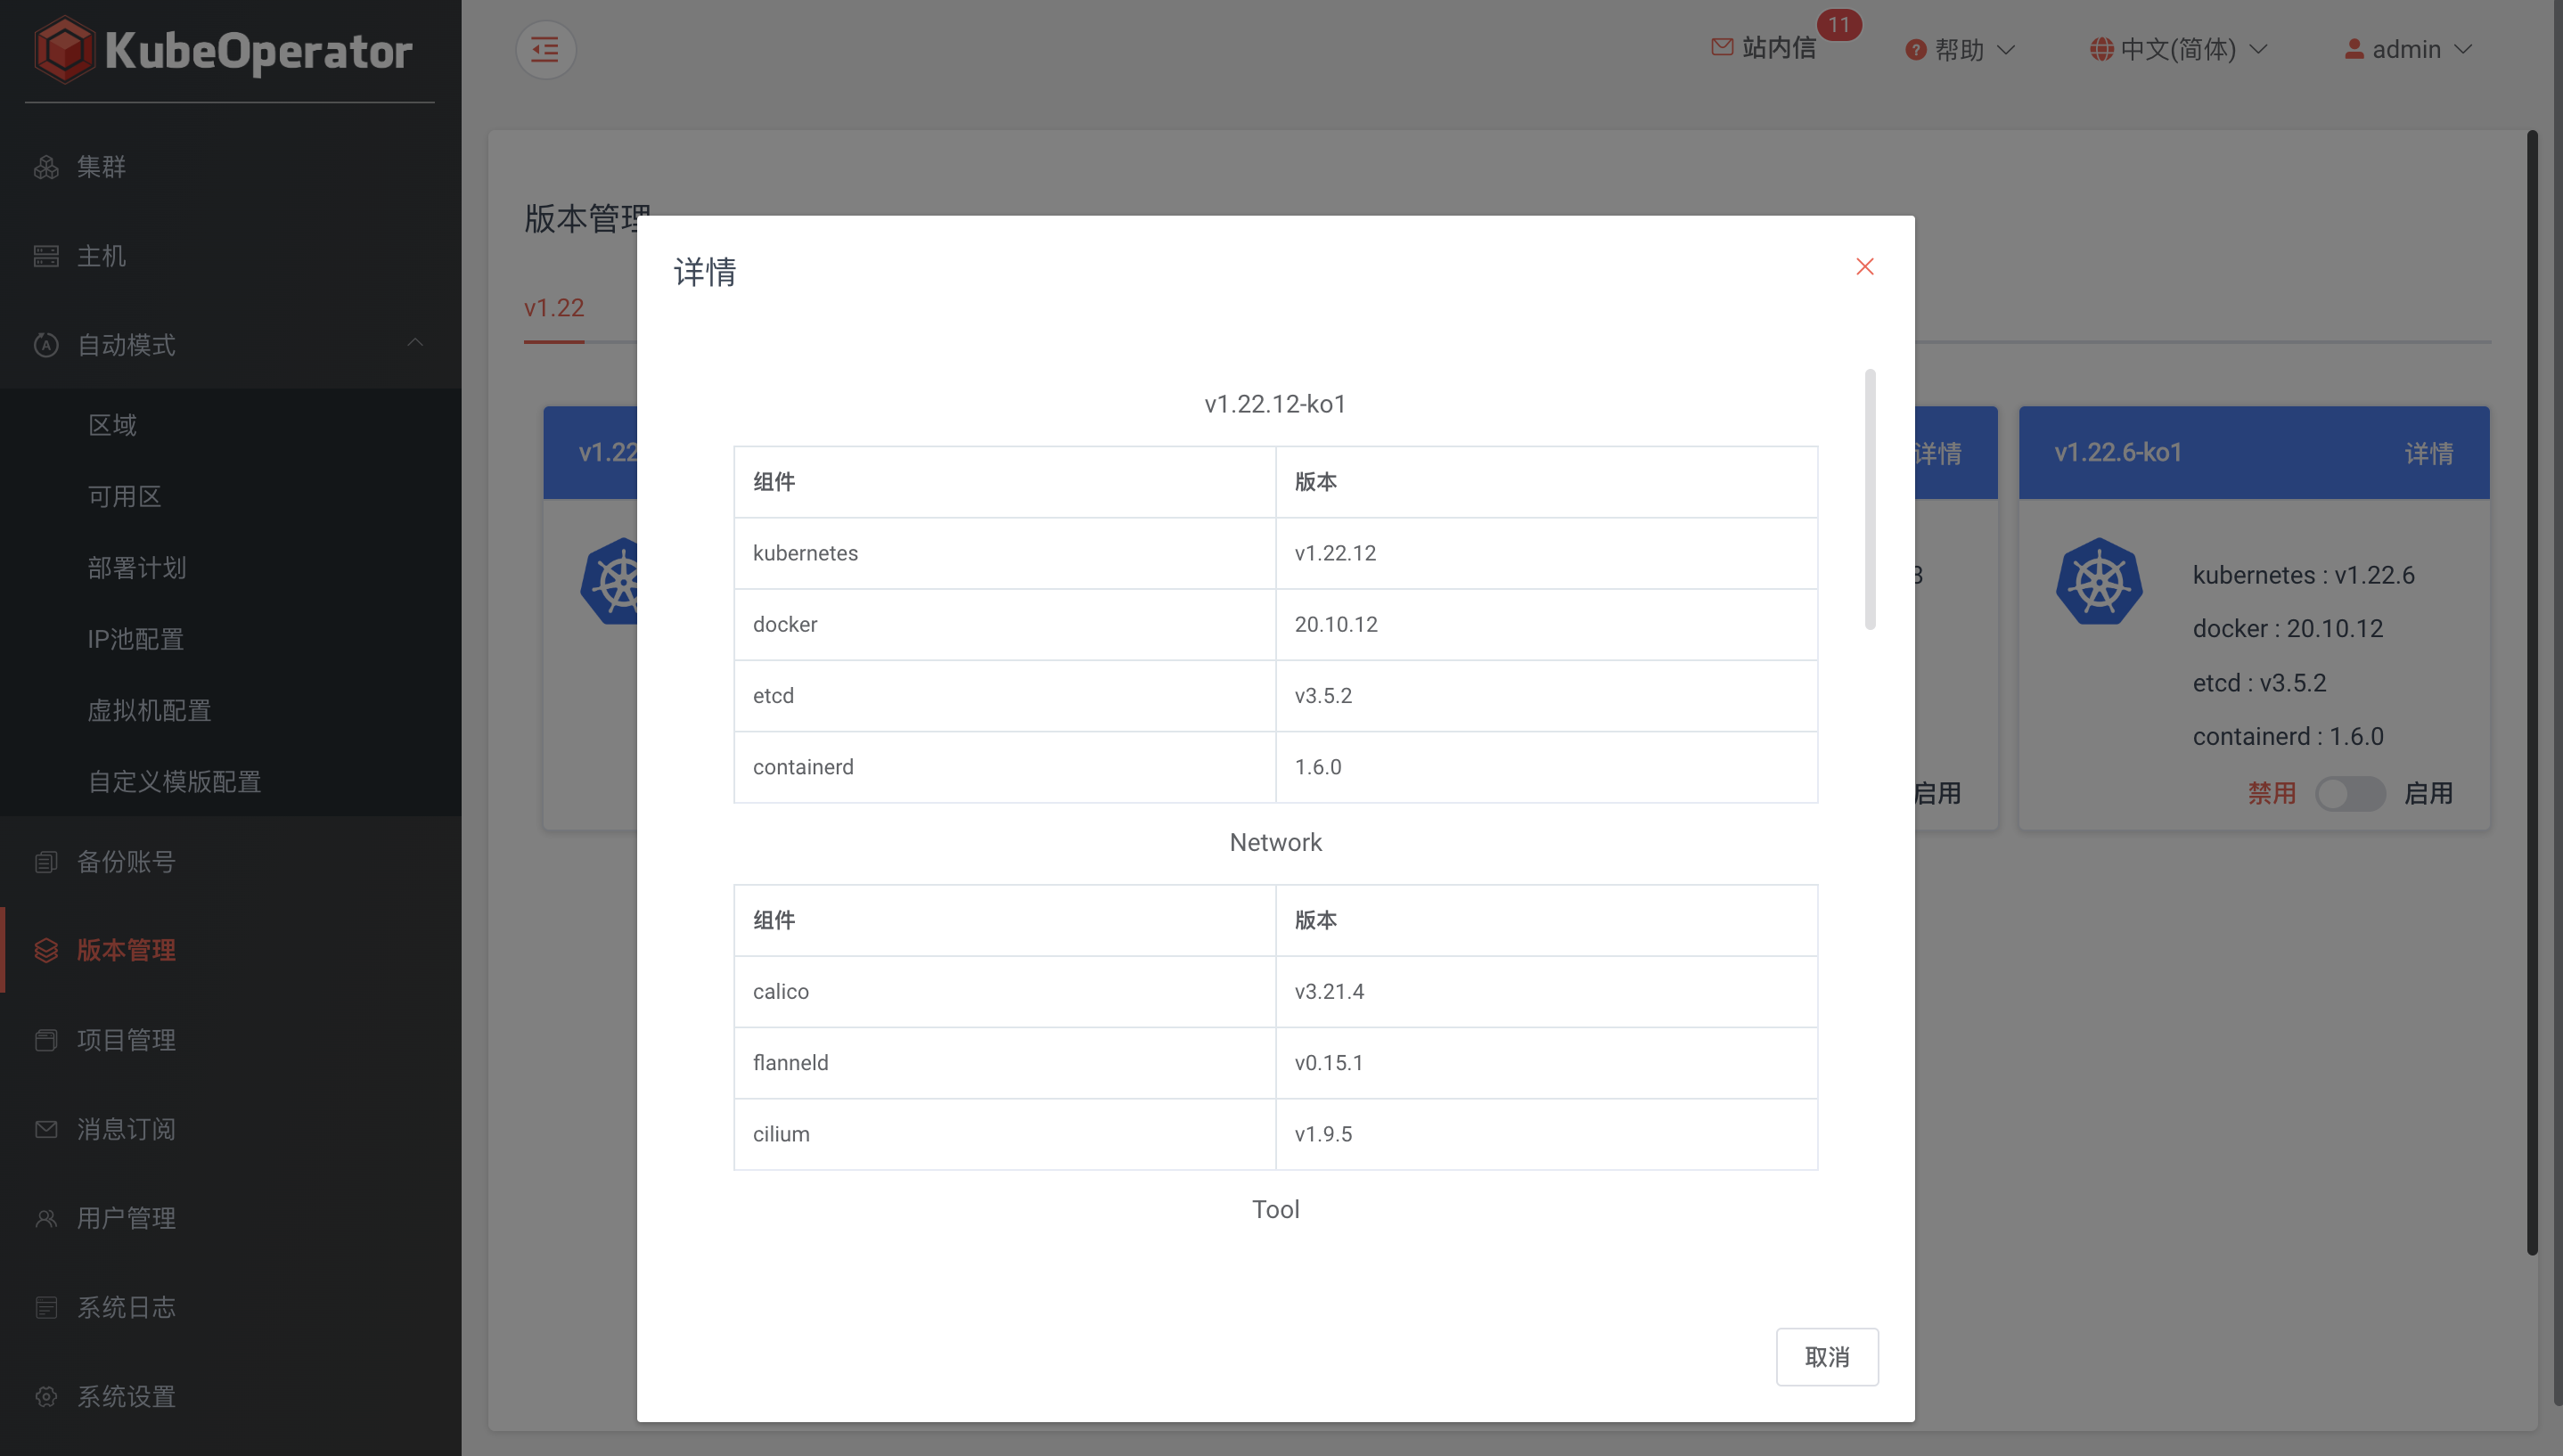 KubeOperator
站内信 11
帮助
中文(简体)
admin
集群
主机
自动模式
区域
可用区
部署计划
IP池配置
虚拟机配置
自定义模版配置
备份账号
版本管理
项目管理
消息订阅
用户管理
系统日志
系统设置
版本管理
v1.22
v1.22
详情
v1.22.6-ko1 详情
kubernetes : v1.22.6
docker : 20.10.12
etcd : v3.5.2
containerd : 1.6.0
启用
禁用 启用
详情
v1.22.12-ko1
组件 版本
kubernetes v1.22.12
docker 20.10.12
etcd v3.5.2
containerd 1.6.0
Network
组件 版本
calico v3.21.4
flanneld v0.15.1
cilium v1.9.5
Tool
取消